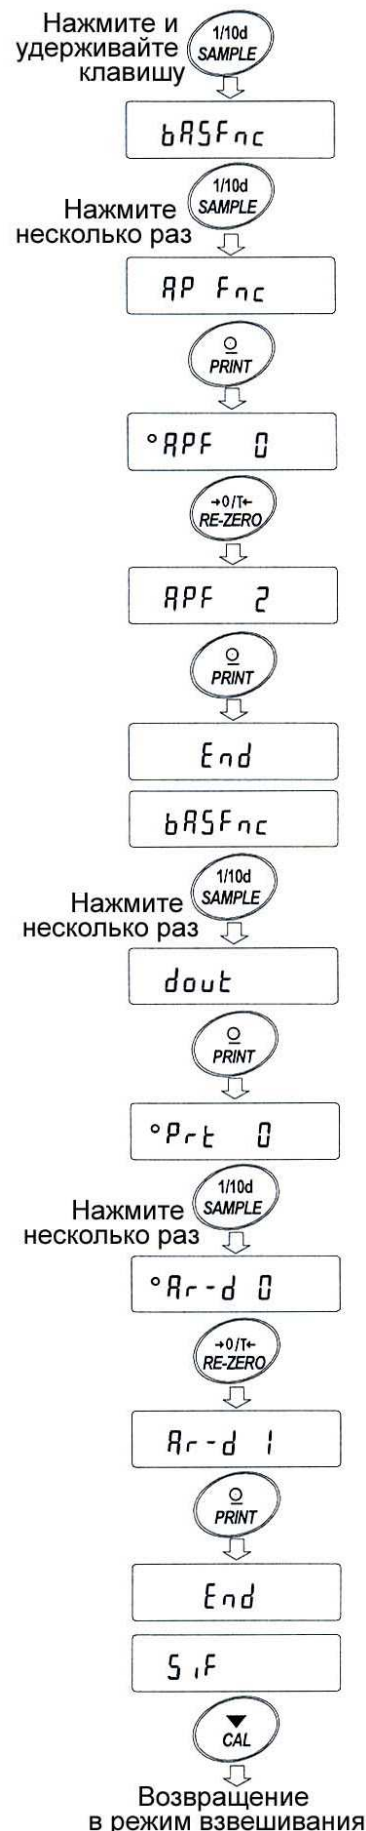 Нажмите и
удерживайте
клавишу
1/10d
SAMPLE
bASFnc
Нажмите
несколько раз
1/10d
SAMPLE
AP Fnc
PRINT
°APF 0
→0/T←
RE-ZERO
APF 2
PRINT
End
bASFnc
Нажмите
несколько раз
1/10d
SAMPLE
dout
PRINT
°Prt 0
Нажмите
несколько раз
1/10d
SAMPLE
°Ar-d 0
→0/T←
RE-ZERO
Ar-d 1
PRINT
End
SiF
CAL
Возвращение
в режим взвешивания